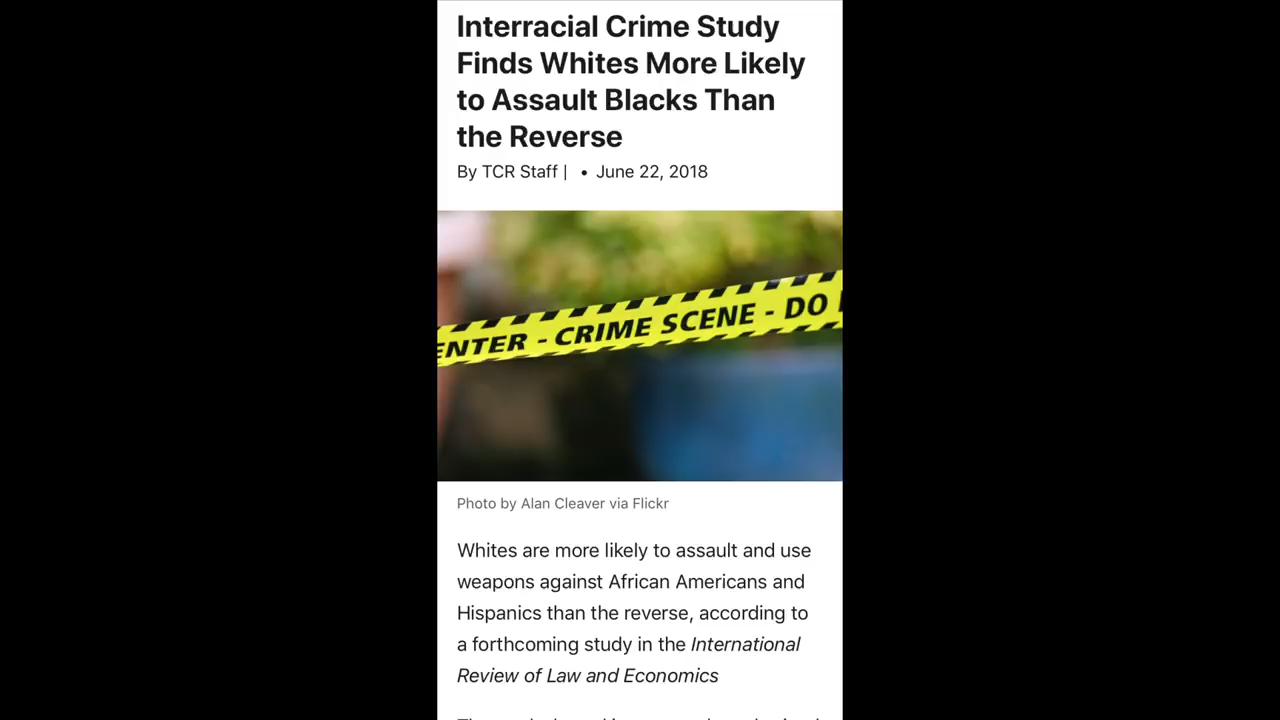 Interracial Crime Study
Finds Whites More Likely
to Assault Blacks Than
the Reverse
By TCR Staff | • June 22, 2018
ENTER - CRIME SCENE - DO
Photo by Alan Cleaver via Flickr
Whites are more likely to assault and use
weapons against African Americans and
Hispanics than the reverse, according to
a forthcoming study in the International
Review of Law and Economics